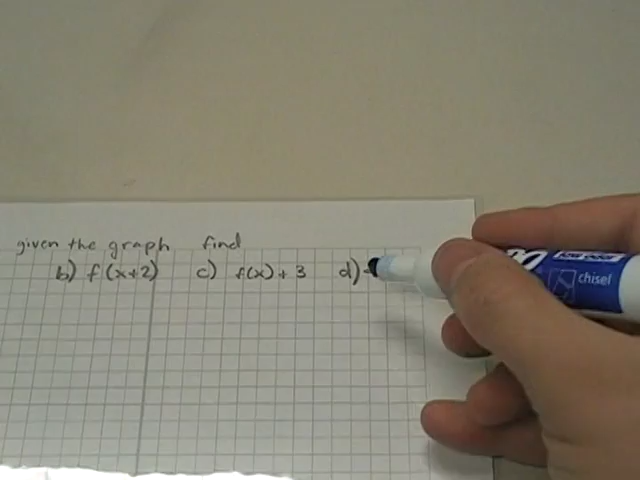 given the graph find
b) f(x+2) c) f(x)+3 d)
chisel